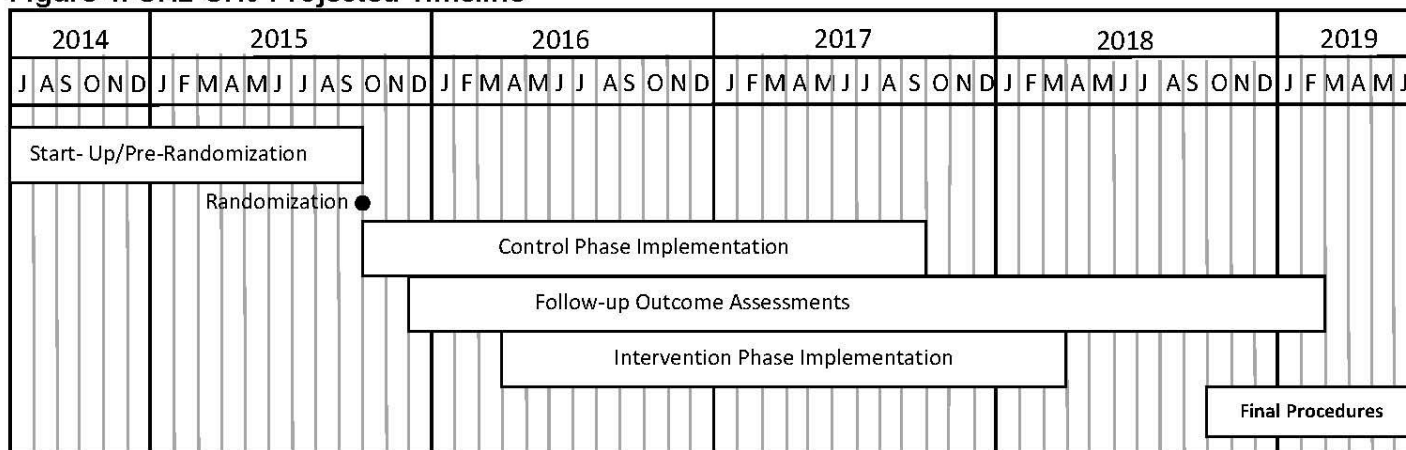 2014 2015 2016 2017 2018 2019
J A S O N D J F M A M J J A S O N D J F M A M J J A S O N D J F M A M J J A S O N D J F M A M J J A S O N D J F M A M J
Start- Up/Pre-Randomization
Randomization
Control Phase Implementation
Follow-up Outcome Assessments
Intervention Phase Implementation
Final Procedures